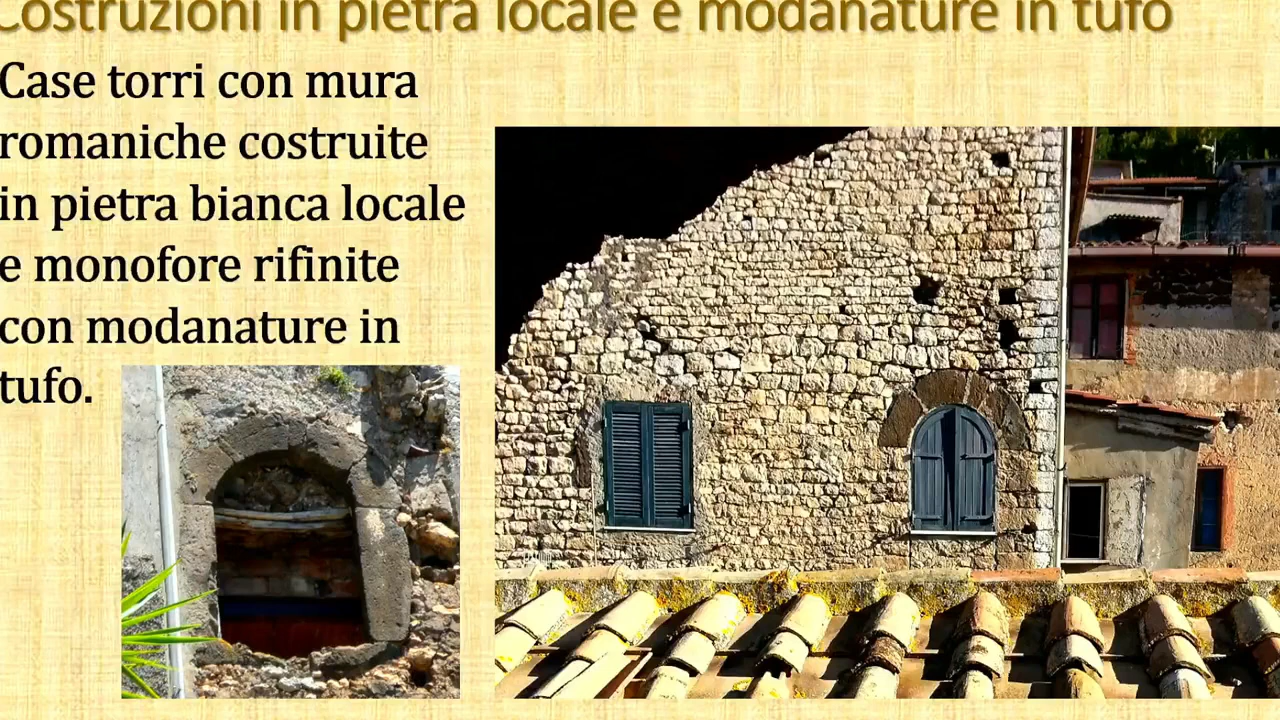 Costruzioni in pietra locale e modanature in tufo
Case torri con mura
romaniche costruite
in pietra bianca locale
e monofore rifinite
con modanature in
tufo.